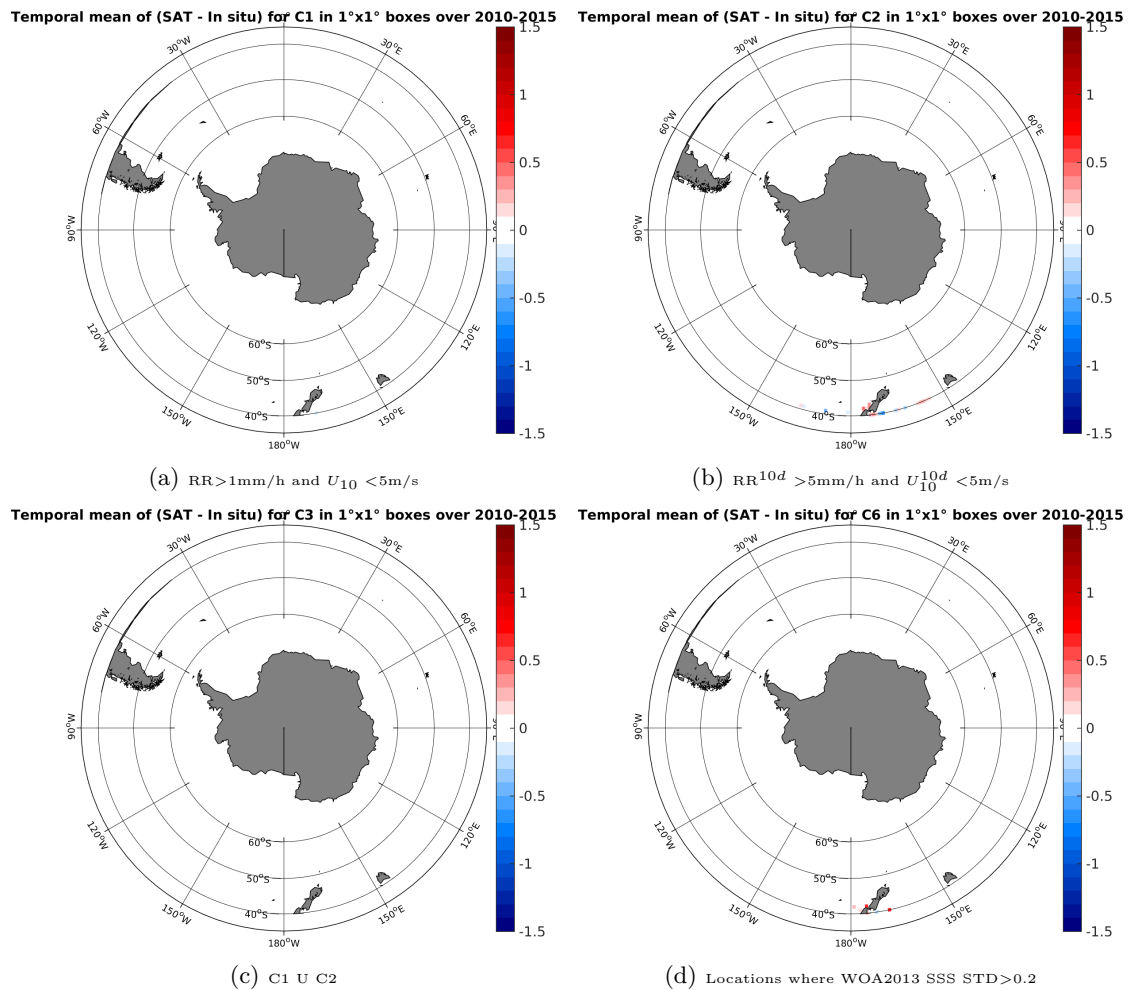 Temporal mean of (SAT - In situ) for C1 in 1°x1° boxes over 2010-2015
30°W
30°E
60°W
60°E
90°W
120°W
120°E
150°W
150°E
180°W
60°S
50°S
40°S
1.5
1
0.5
0
-0.5
-1
-1.5
(a) RR>1mm/h and U10 <5m/s
Temporal mean of (SAT - In situ) for C2 in 1°x1° boxes over 2010-2015
30°W
30°E
60°W
60°E
90°W
120°W
120°E
150°W
150°E
180°W
60°S
50°S
40°S
1.5
1
0.5
0
-0.5
-1
-1.5
(b) RR^10d >5mm/h and U10^10d <5m/s
Temporal mean of (SAT - In situ) for C3 in 1°x1° boxes over 2010-2015
30°W
30°E
60°W
60°E
90°W
120°W
120°E
150°W
150°E
180°W
60°S
50°S
40°S
1.5
1
0.5
0
-0.5
-1
-1.5
(c) C1 U C2
Temporal mean of (SAT - In situ) for C6 in 1°x1° boxes over 2010-2015
30°W
30°E
60°W
60°E
90°W
120°W
120°E
150°W
150°E
180°W
60°S
50°S
40°S
1.5
1
0.5
0
-0.5
-1
-1.5
(d) Locations where WOA2013 SSS STD>0.2